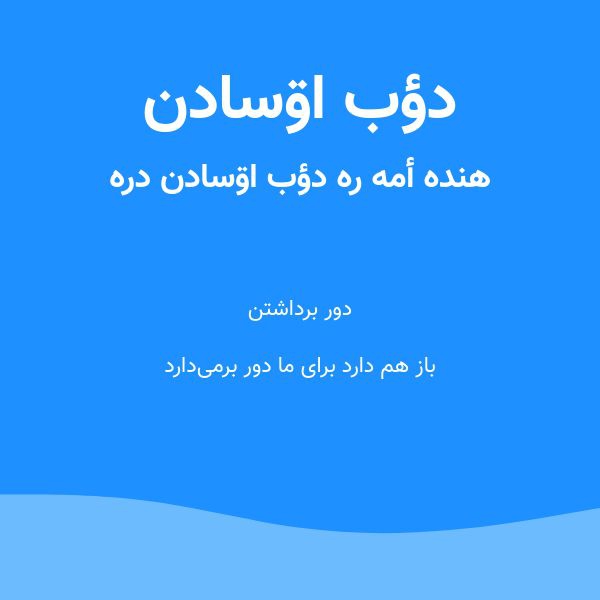 دؤب اۊسادن
هنده أمه ره دؤب اۊسادن دره
دور برداشتن
باز هم دارد برای ما دور برمی‌دارد